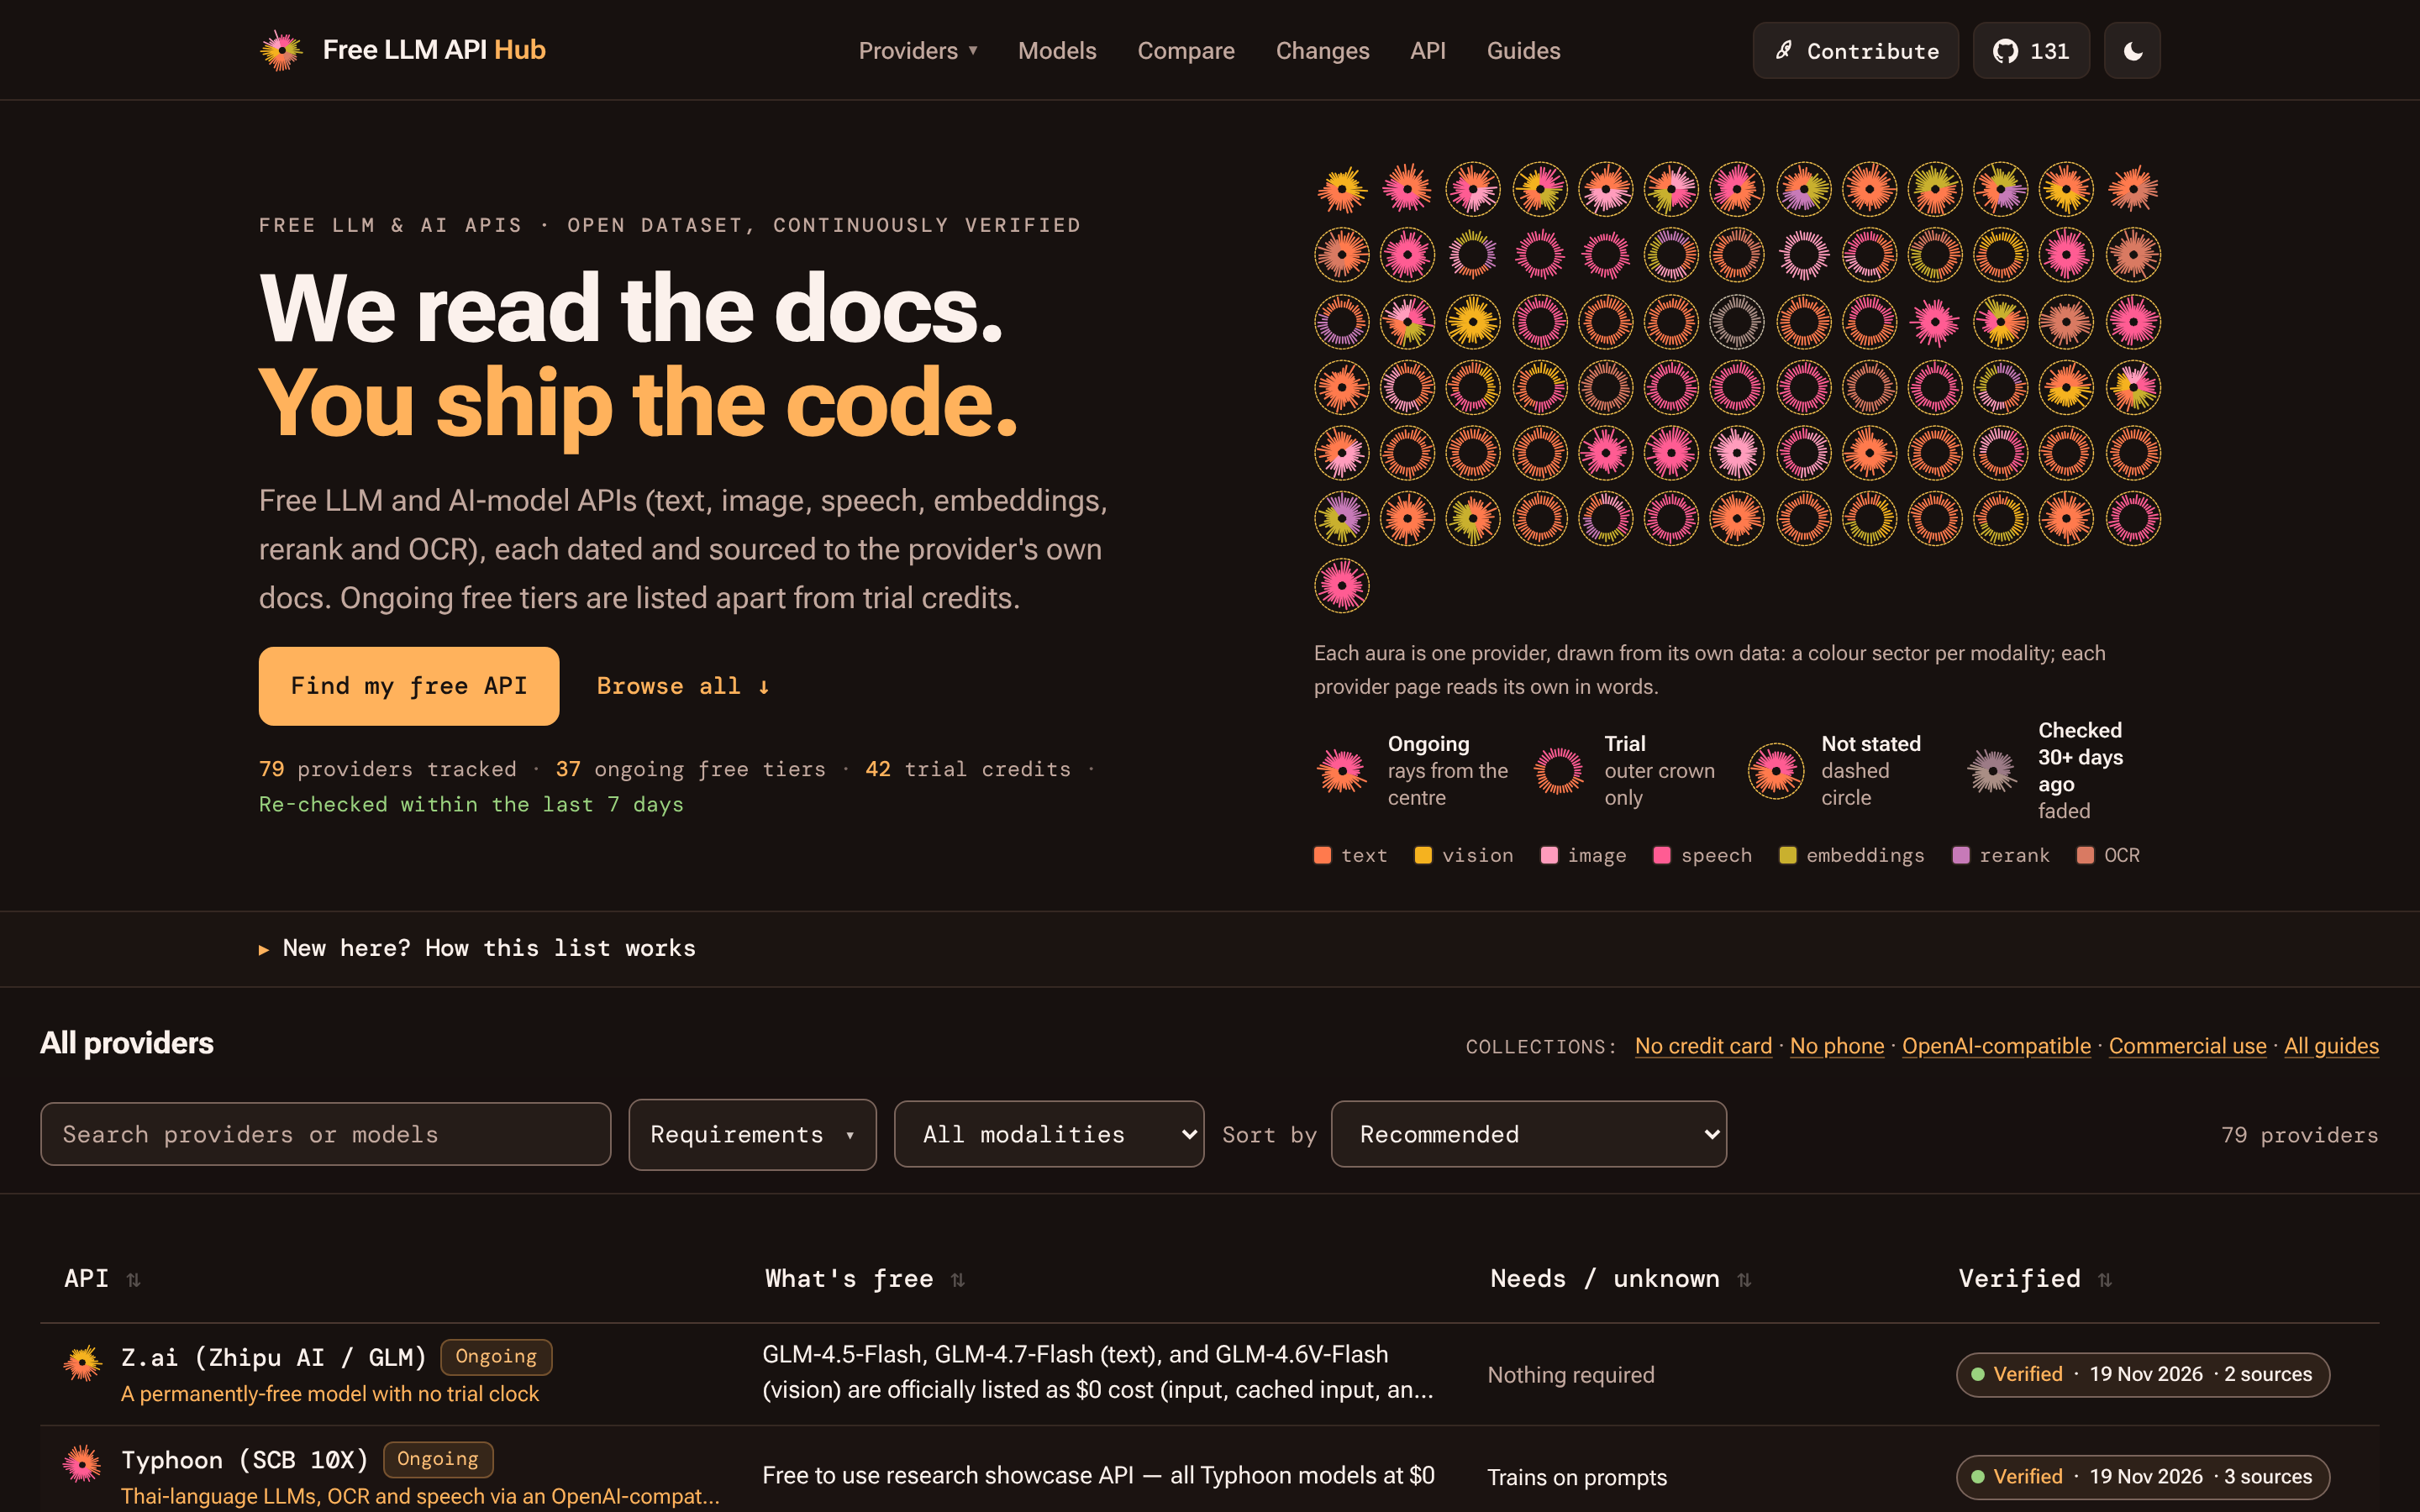 Free LLM API Hub
Providers ▾
Models
Compare
Changes
API
Guides
Contribute
131
FREE LLM & AI APIS · OPEN DATASET, CONTINUOUSLY VERIFIED
We read the docs.
You ship the code.
Free LLM and AI-model APIs (text, image, speech, embeddings,
rerank and OCR), each dated and sourced to the provider's own
docs. Ongoing free tiers are listed apart from trial credits.
Find my free API
Browse all ↓
79 providers tracked · 37 ongoing free tiers · 42 trial credits ·
Re-checked within the last 7 days
Each aura is one provider, drawn from its own data: a colour sector per modality; each
provider page reads its own in words.
Ongoing
rays from the
centre
Trial
outer crown
only
Not stated
dashed
circle
Checked
30+ days
ago
faded
text
vision
image
speech
embeddings
rerank
OCR
▸ New here? How this list works
All providers
COLLECTIONS: No credit card · No phone · OpenAI-compatible · Commercial use · All guides
Search providers or models
Requirements ▾
All modalities
Sort by
Recommended
79 providers
API ⇅
What's free ⇅
Needs / unknown ⇅
Verified ⇅
Z.ai (Zhipu AI / GLM)
Ongoing
A permanently-free model with no trial clock
GLM-4.5-Flash, GLM-4.7-Flash (text), and GLM-4.6V-Flash
(vision) are officially listed as $0 cost (input, cached input, an...
Nothing required
Verified · 19 Nov 2026 · 2 sources
Typhoon (SCB 10X)
Ongoing
Thai-language LLMs, OCR and speech via an OpenAI-compat...
Free to use research showcase API — all Typhoon models at $0
Trains on prompts
Verified · 19 Nov 2026 · 3 sources